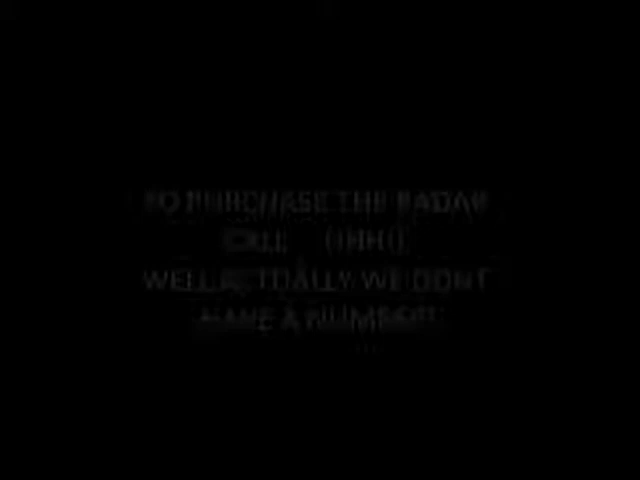 TO PURCHASE THE RADAR
CALL
WELL ACTUALLY WE DONT
HAVE A NUMBER!!